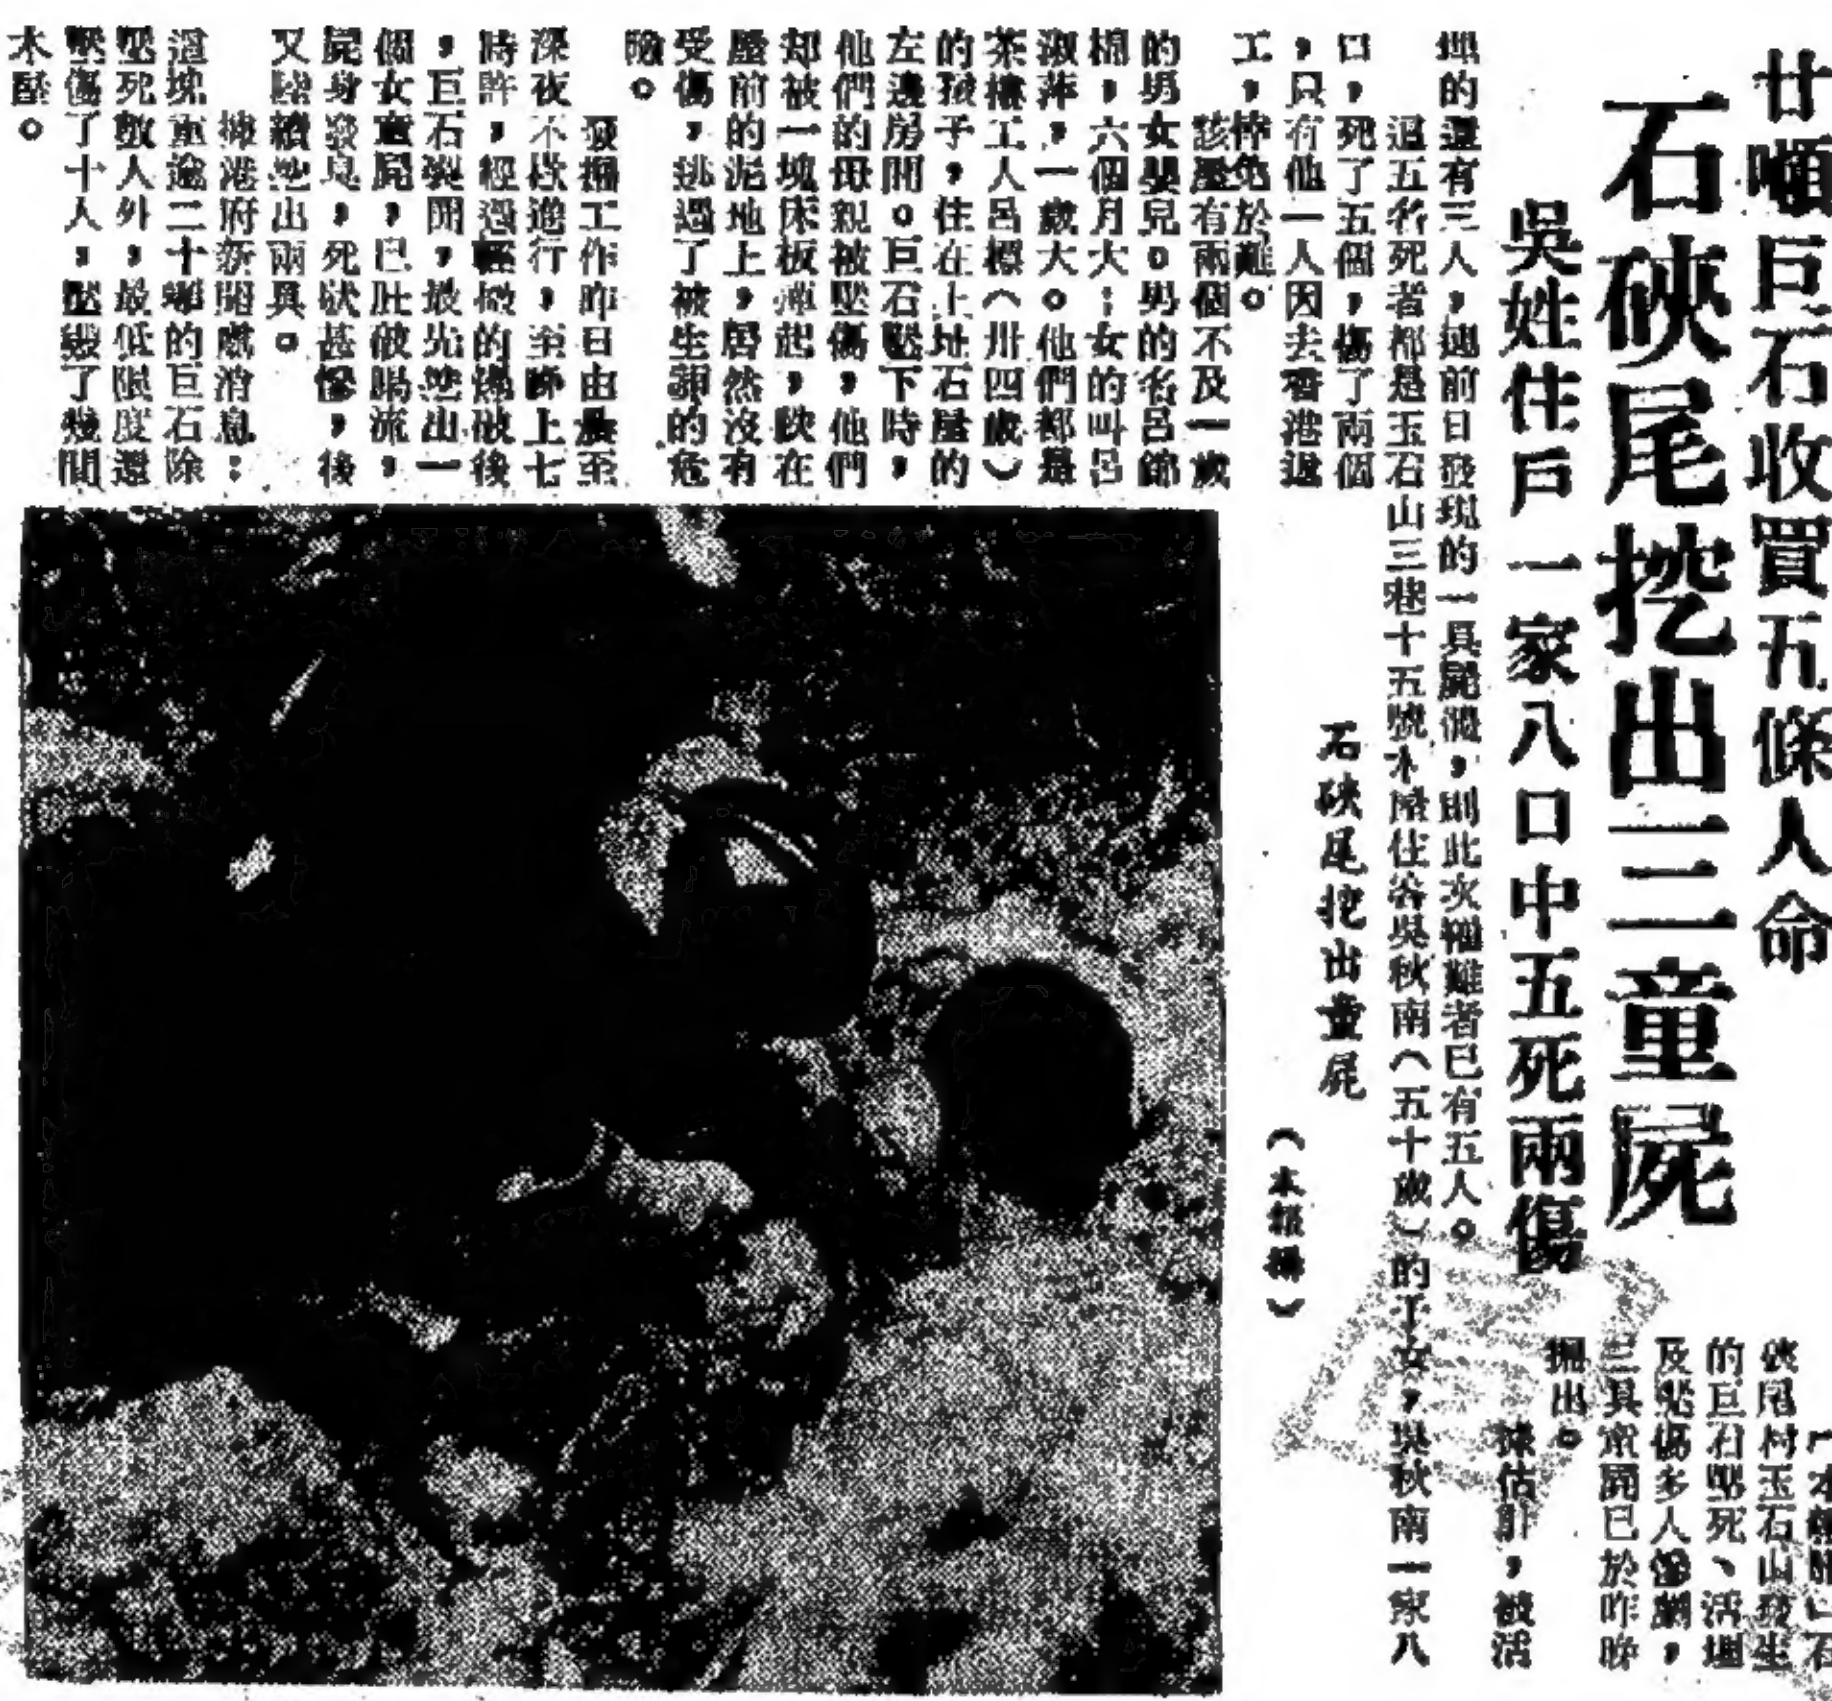 廿噸巨石收買五條人命
石硤尾挖出三童屍
吳姓住戶一家八口中五死兩傷
石
硤尾村玉石山發生
的巨石壓死、活埋
及壓傷多人慘劇,
三具童屍已於昨晚
掘出。
據估計,被活
埋的還有三人,連前日發現的一具屍體,則此次罹難者已有五人。
這五名死者都是玉石山三巷十五號木屋住客吳秋南(五十歲)的子女,吳秋南一家八
口,死了五個,傷了兩個
,只有他一人因去香港返
工,倖免於難。
該屋有兩個不及一歲
的男女嬰兒。男的名呂錦
棉,六個月大;女的叫呂
淑萍,一歲大。他們都是
茶樓工人呂標(卅四歲)
的孩子,住在上址石屋的
左邊房間。巨石壓下時,
他們的母親被壓傷,他們
却被一塊床板彈起,跌在
屋前的泥地上,居然沒有
受傷,逃過了被生葬的危
險。
發掘工作昨日由晨至
深夜不歇進行,至晚上七
時許,經過輕微的爆破後
,巨石裂開,最先挖出一
個女童屍,已肚破腸流,
屍身發臭,死狀甚慘,後
又陸續挖出兩具。
據港府新聞處消息:
這塊重逾二十噸的巨石除
壓死數人外,最低限度還
壓傷了十人,壓毀了幾間
木屋。
石硤尾挖出童屍
(本報攝)